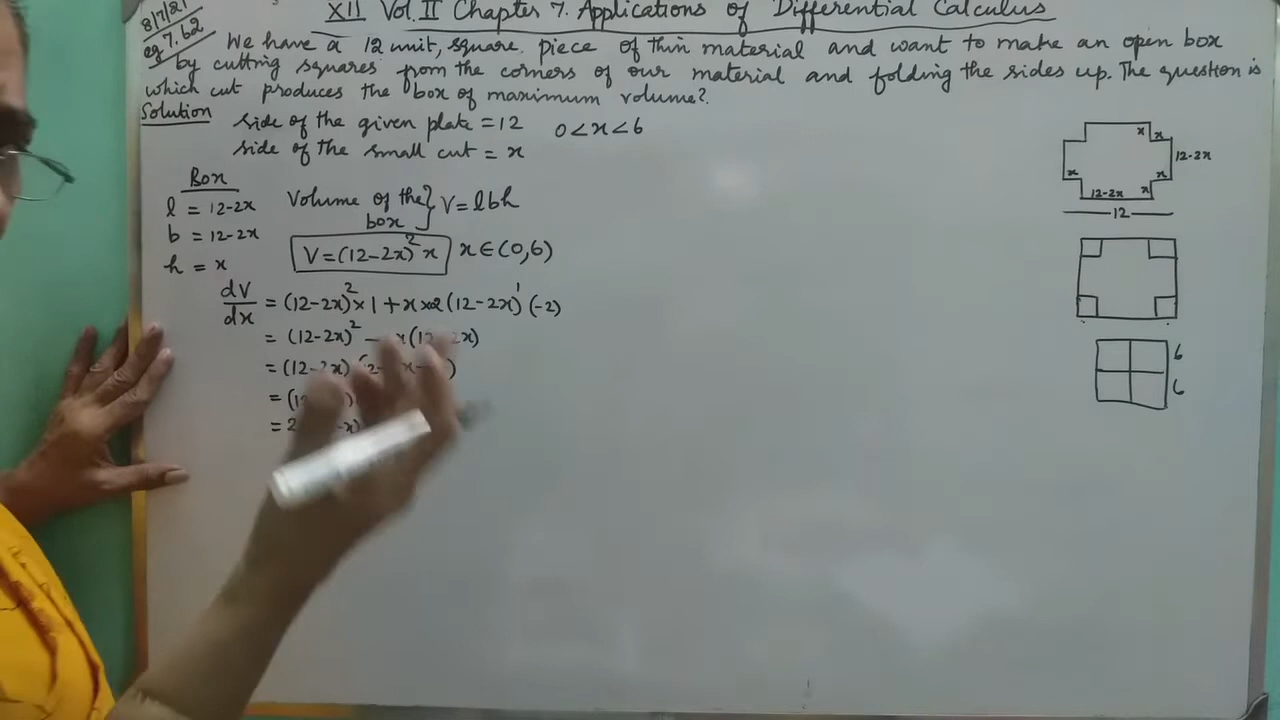 8/7/21
eg 7.62
XII Vol.II Chapter 7. Applications of Differential Calculus
We have a 12 unit, square piece of thin material and want to make an open box
by cutting squares from the corners of our material and folding the sides up. The question is
which cut produces the box of maximum volume?.
Solution
side of the given plate = 12 0<x<6
side of the small cut = x
Box
l = 12-2x
b = 12-2x
h = x
Volume of the box } V = lbh
V = (12-2x)² x x ∈ (0,6)
dV/dx = (12-2x)² × 1 + x × 2 (12-2x)¹ (-2)
= (12-2x)² - x(12-2x)
= (12-2x)
= (
= 2 -x)
x x
12-2x
x x
12-2x x
12
6
6